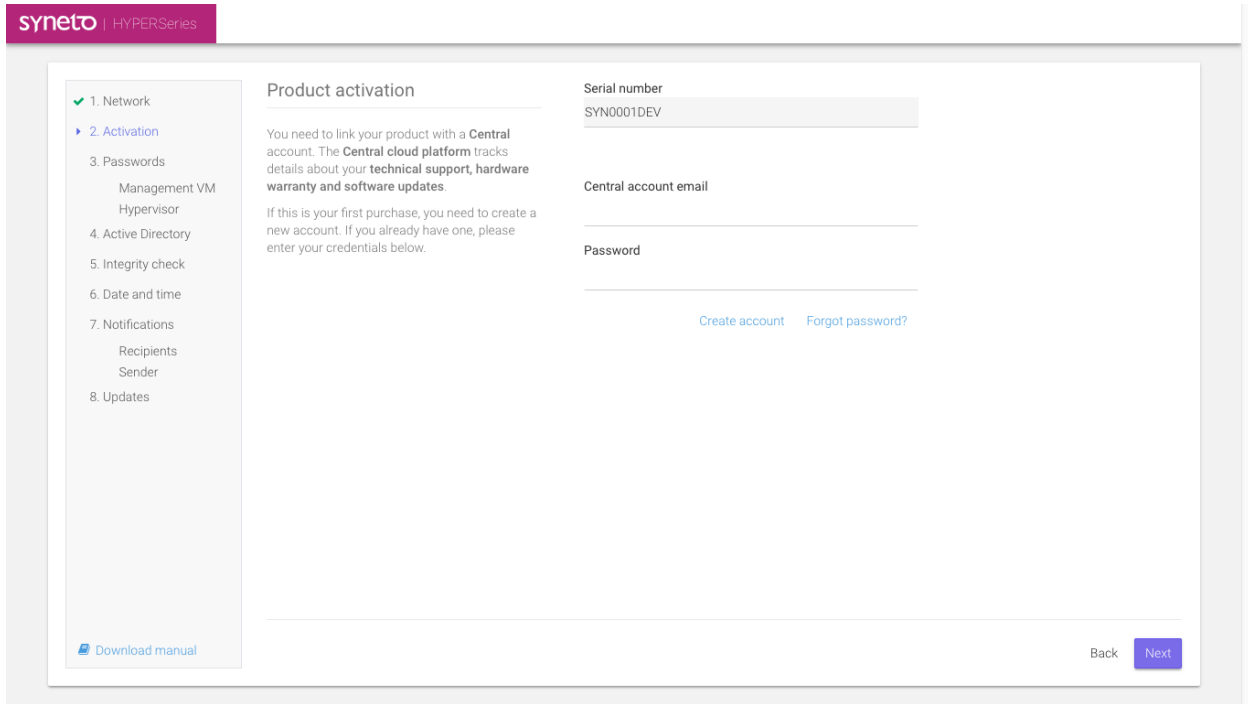 syneto | HYPERSeries
1. Network
2. Activation
3. Passwords
Management VM
Hypervisor
4. Active Directory
5. Integrity check
6. Date and time
7. Notifications
Recipients
Sender
8. Updates
Download manual
Product activation
You need to link your product with a Central
account. The Central cloud platform tracks
details about your technical support, hardware
warranty and software updates.
If this is your first purchase, you need to create a
new account. If you already have one, please
enter your credentials below.
Serial number
SYN0001DEV
Central account email
Password
Create account Forgot password?
Back Next